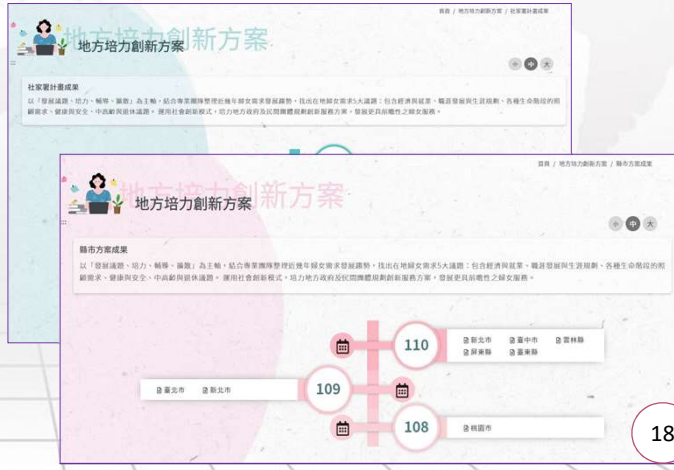 首頁 / 地方培力創新方案 / 社家署計畫成果
地方培力創新方案
地方培力創新方案
小 中 大
社家署計畫成果
以「發展議題、培力、輔導、擴散」為主軸，結合專業團隊整理近幾年婦女需求發展趨勢，找出在地婦女需求5大議題：包含經濟與就業、職涯發展與生涯規劃、各種生命階段的照
顧需求、健康與安全、中高齡與退休議題。 運用社會創新模式，培力地方政府及民間團體規劃創新服務方案，發展更具前瞻性之婦女服務。
首頁 / 地方培力創新方案 / 縣市方案成果
地方培力創新方案
地方培力創新方案
小 中 大
縣市方案成果
以「發展議題、培力、輔導、擴散」為主軸，結合專業團隊整理近幾年婦女需求發展趨勢，找出在地婦女需求5大議題：包含經濟與就業、職涯發展與生涯規劃、各種生命階段的照
顧需求、健康與安全、中高齡與退休議題。 運用社會創新模式，培力地方政府及民間團體規劃創新服務方案，發展更具前瞻性之婦女服務。
110
新北市 臺中市 雲林縣
屏東縣 臺東縣
臺北市 新北市
109
108
桃園市
18